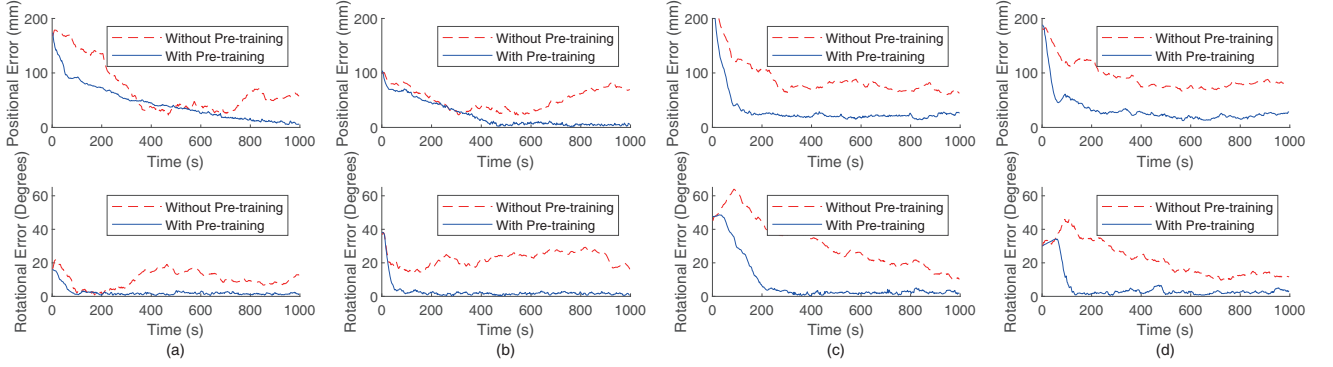 Positional Error (mm)
200
100
0
Without Pre-training
With Pre-training
0 200 400 600 800 1000
Time (s)
Positional Error (mm)
200
100
0
Without Pre-training
With Pre-training
0 200 400 600 800 1000
Time (s)
Positional Error (mm)
200
100
0
Without Pre-training
With Pre-training
0 200 400 600 800 1000
Time (s)
Positional Error (mm)
200
100
0
Without Pre-training
With Pre-training
0 200 400 600 800 1000
Time (s)
Rotational Error (Degrees)
60
40
20
0
Without Pre-training
With Pre-training
0 200 400 600 800 1000
Time (s)
(a)
Rotational Error (Degrees)
60
40
20
0
Without Pre-training
With Pre-training
0 200 400 600 800 1000
Time (s)
(b)
Rotational Error (Degrees)
60
40
20
0
Without Pre-training
With Pre-training
0 200 400 600 800 1000
Time (s)
(c)
Rotational Error (Degrees)
60
40
20
0
Without Pre-training
With Pre-training
0 200 400 600 800 1000
Time (s)
(d)